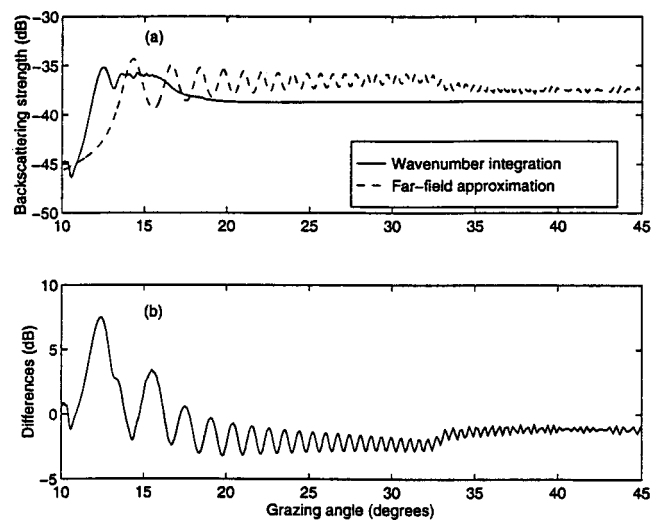 (a)
Backscattering strength (dB)
−30
−35
−40
−45
−50
Wavenumber integration
Far−field approximation
10 15 20 25 30 35 40 45
(b)
Differences (dB)
10
5
0
−5
10 15 20 25 30 35 40 45
Grazing angle (degrees)